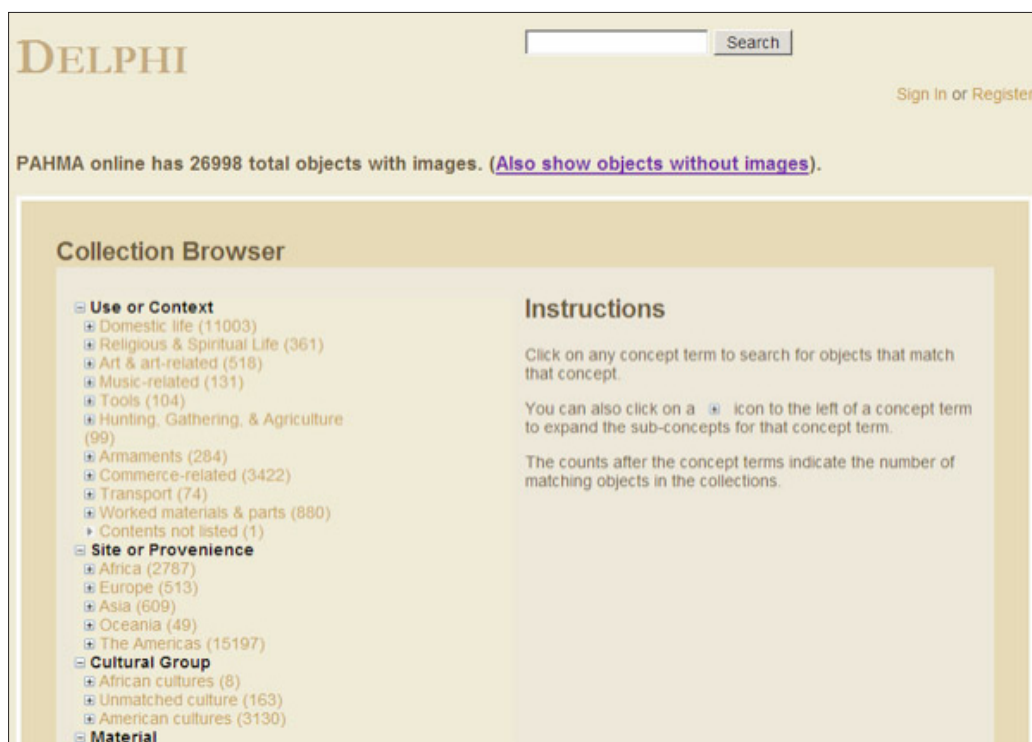 DELPHI
Search
Sign In or Register
PAHMA online has 26998 total objects with images. (Also show objects without images).
Collection Browser
Use or Context
Domestic life (11003)
Religious & Spiritual Life (361)
Art & art-related (518)
Music-related (131)
Tools (104)
Hunting, Gathering, & Agriculture
(99)
Armaments (284)
Commerce-related (3422)
Transport (74)
Worked materials & parts (880)
Contents not listed (1)
Site or Provenience
Africa (2787)
Europe (513)
Asia (609)
Oceania (49)
The Americas (15197)
Cultural Group
African cultures (8)
Unmatched culture (163)
American cultures (3130)
Material
Instructions
Click on any concept term to search for objects that match
that concept.
You can also click on a icon to the left of a concept term
to expand the sub-concepts for that concept term.
The counts after the concept terms indicate the number of
matching objects in the collections.